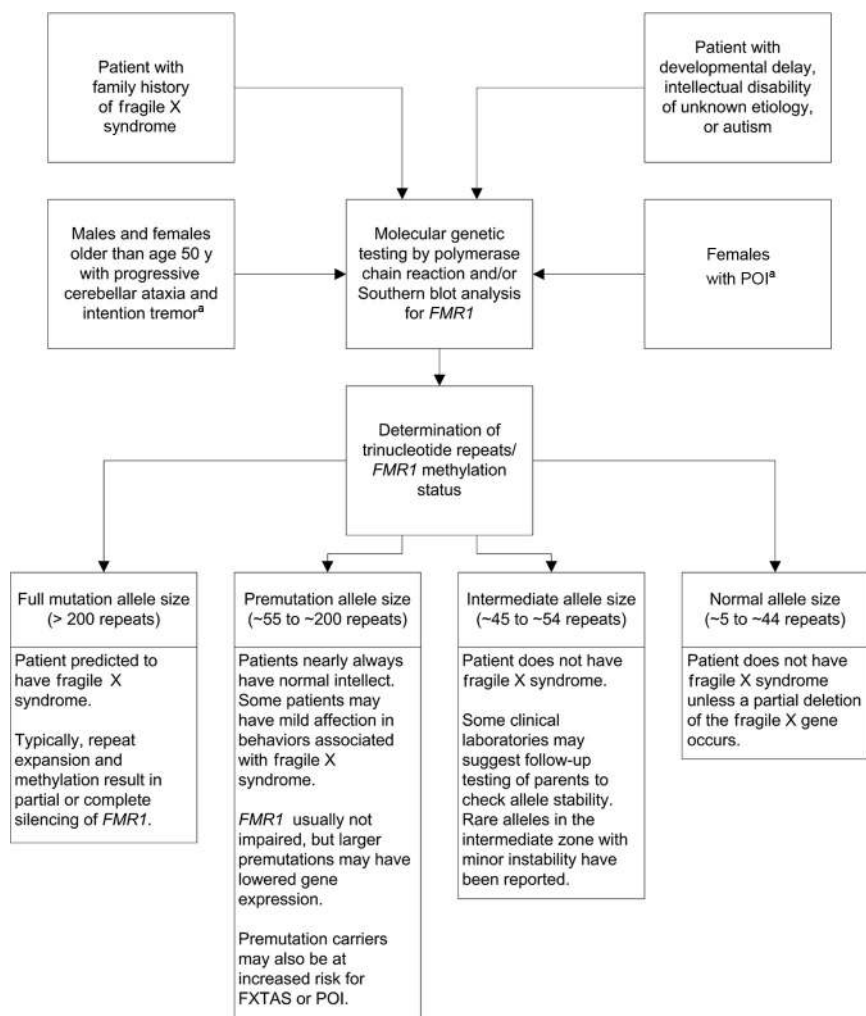 Patient with
family history
of fragile X
syndrome
Patient with
developmental delay,
intellectual disability
of unknown etiology,
or autism
Males and females
older than age 50 y
with progressive
cerebellar ataxia and
intention tremorᵃ
Molecular genetic
testing by polymerase
chain reaction and/or
Southern blot analysis
for FMR1
Females
with POIᵃ
Determination of
trinucleotide repeats/
FMR1 methylation
status
Full mutation allele size
(> 200 repeats)
Patient predicted to
have fragile X
syndrome.
Typically, repeat
expansion and
methylation result in
partial or complete
silencing of FMR1.
Premutation allele size
(~55 to ~200 repeats)
Patients nearly always
have normal intellect.
Some patients may
have mild affection in
behaviors associated
with fragile X
syndrome.
FMR1 usually not
impaired, but larger
premutations may have
lowered gene
expression.
Premutation carriers
may also be at
increased risk for
FXTAS or POI.
Intermediate allele size
(~45 to ~54 repeats)
Patient does not have
fragile X syndrome.
Some clinical
laboratories may
suggest follow-up
testing of parents to
check allele stability.
Rare alleles in the
intermediate zone with
minor instability have
been reported.
Normal allele size
(~5 to ~44 repeats)
Patient does not have
fragile X syndrome
unless a partial deletion
of the fragile X gene
occurs.